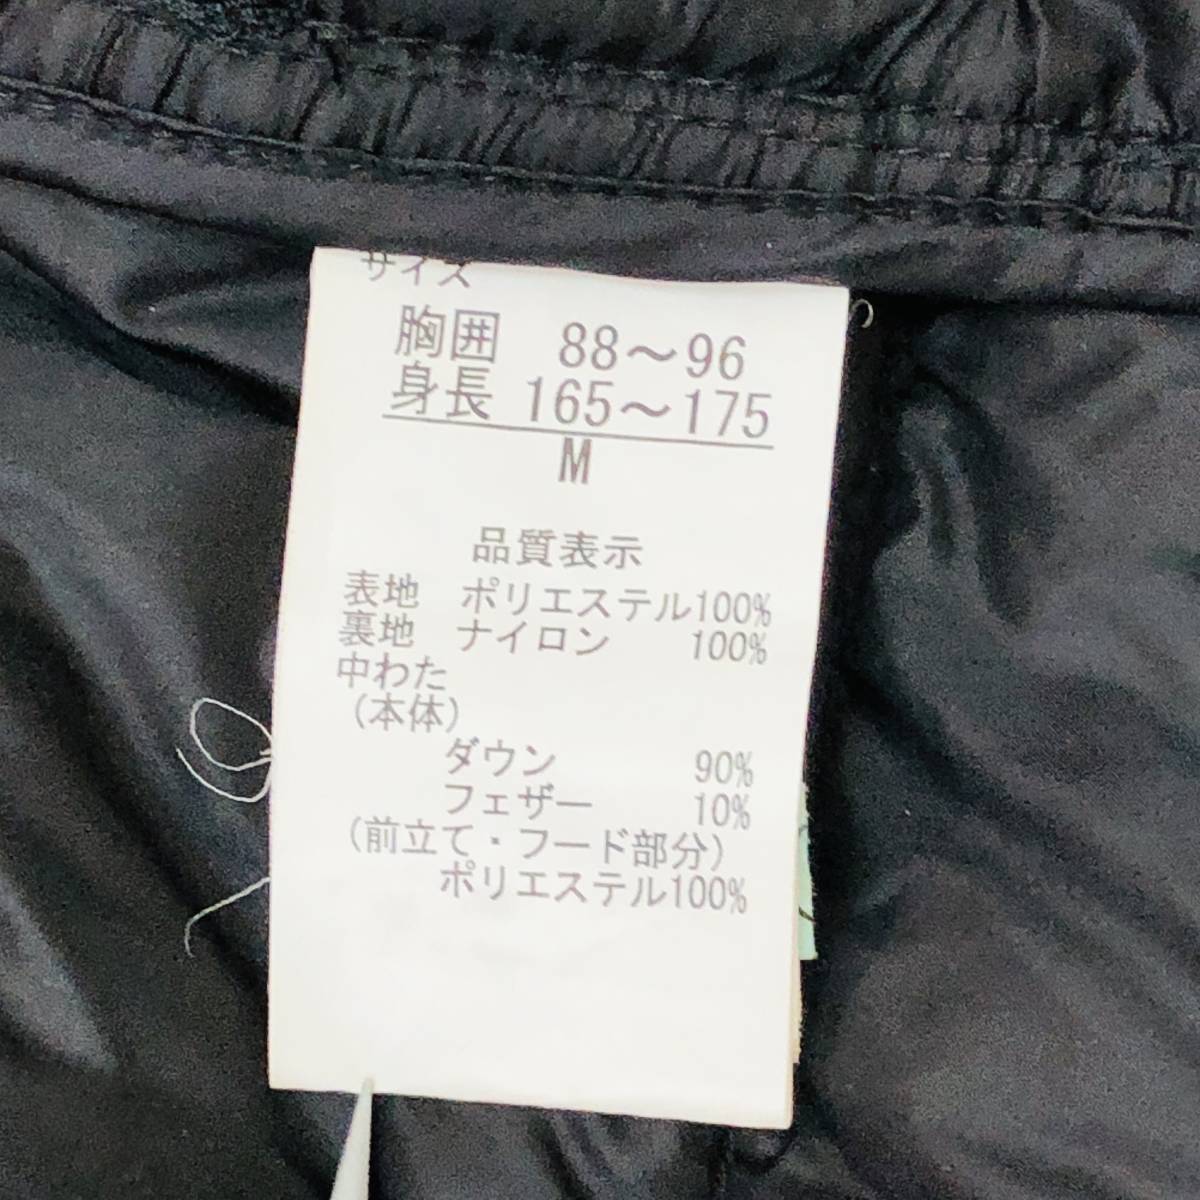 サイズ
胸囲 88～96
身長 165～175
M
品質表示
表地 ポリエステル100%
裏地 ナイロン 100%
中わた
(本体)
ダウン 90%
フェザー 10%
(前立て・フード部分)
ポリエステル100%